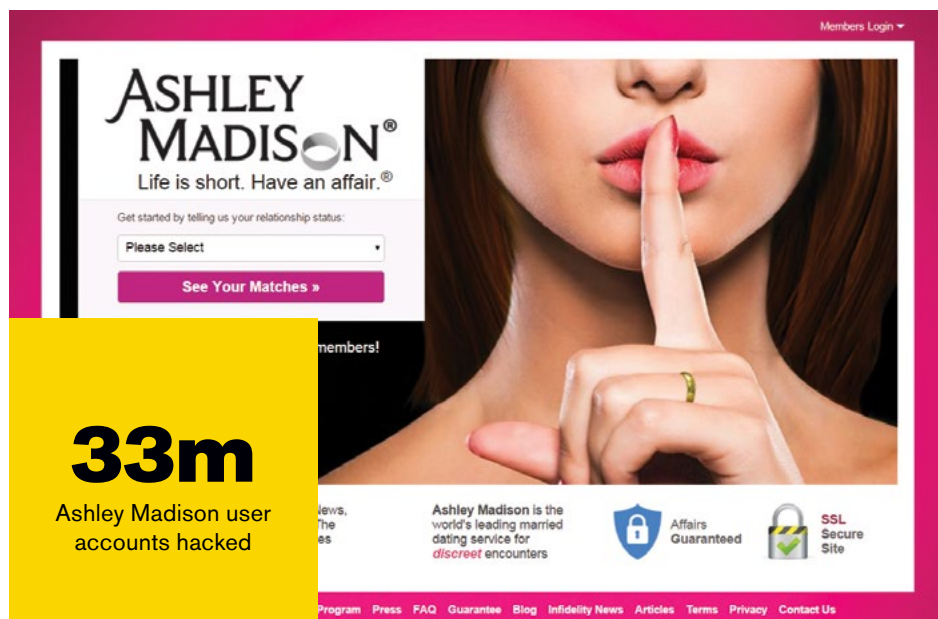 Members Login
ASHLEY
MADISON®
Life is short. Have an affair.®
Get started by telling us your relationship status:
Please Select
See Your Matches »
members!
33m
Ashley Madison user
accounts hacked
News,
The
es
Ashley Madison is the
world's leading married
dating service for
discreet encounters
Affairs
Guaranteed
SSL
Secure
Site
Program Press FAQ Guarantee Blog Infidelity News Articles Terms Privacy Contact Us